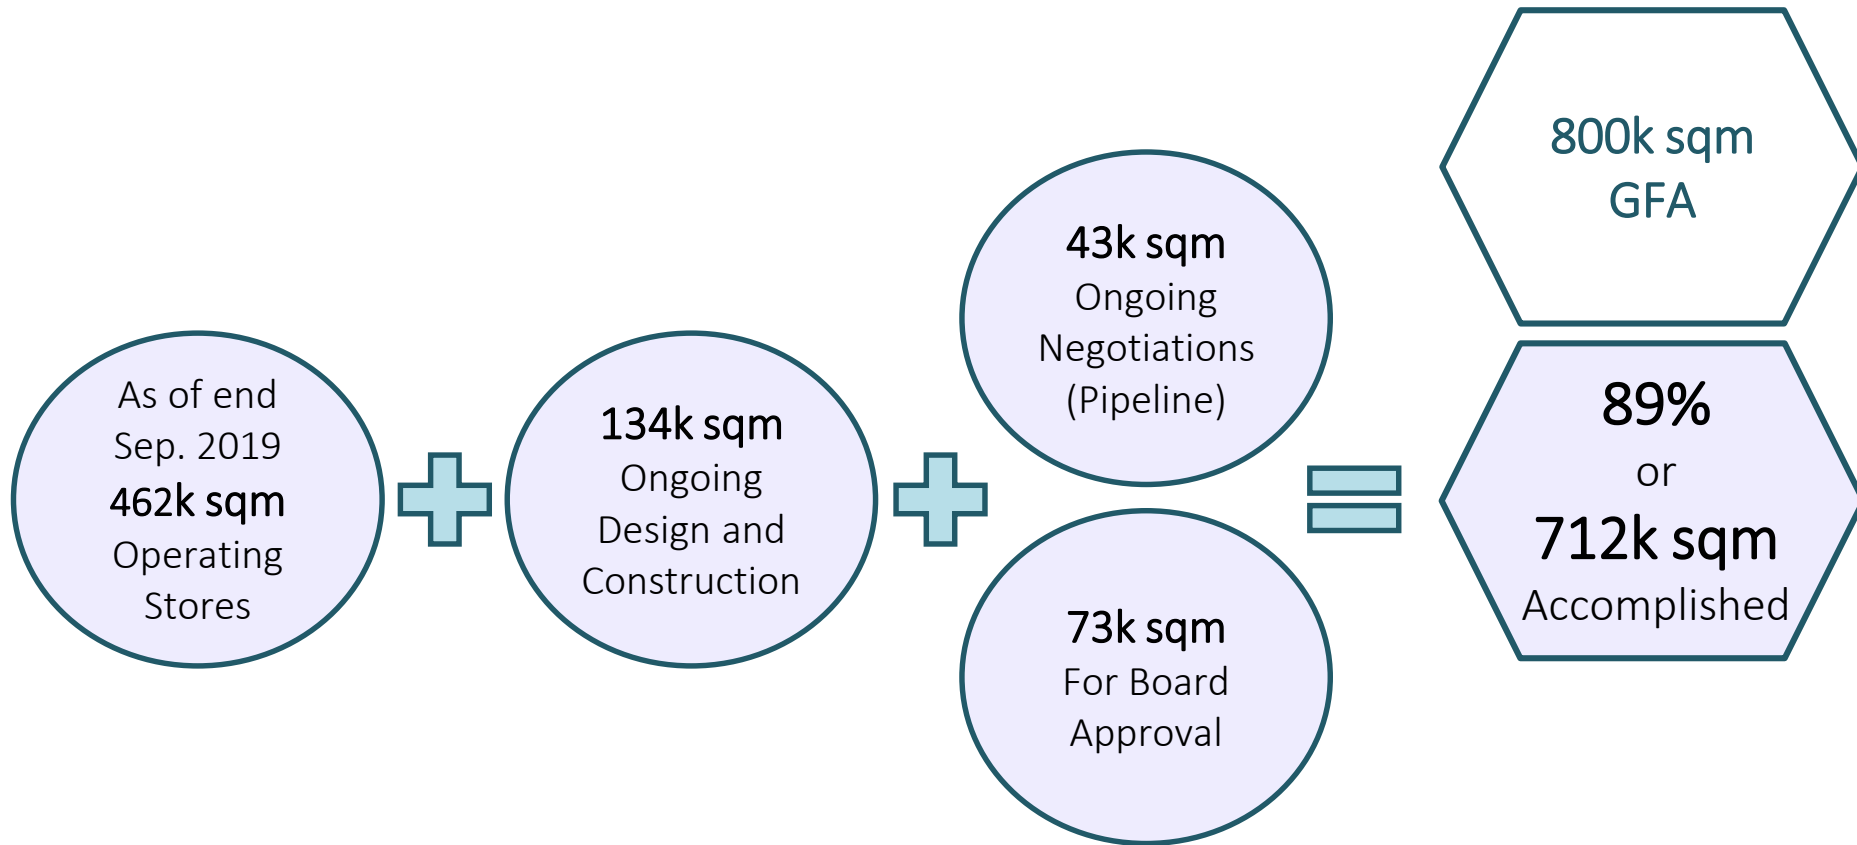 As of end
Sep. 2019
462k sqm
Operating
Stores
134k sqm
Ongoing
Design and
Construction
43k sqm
Ongoing
Negotiations
(Pipeline)
73k sqm
For Board
Approval
800k sqm
GFA
89%
or
712k sqm
Accomplished